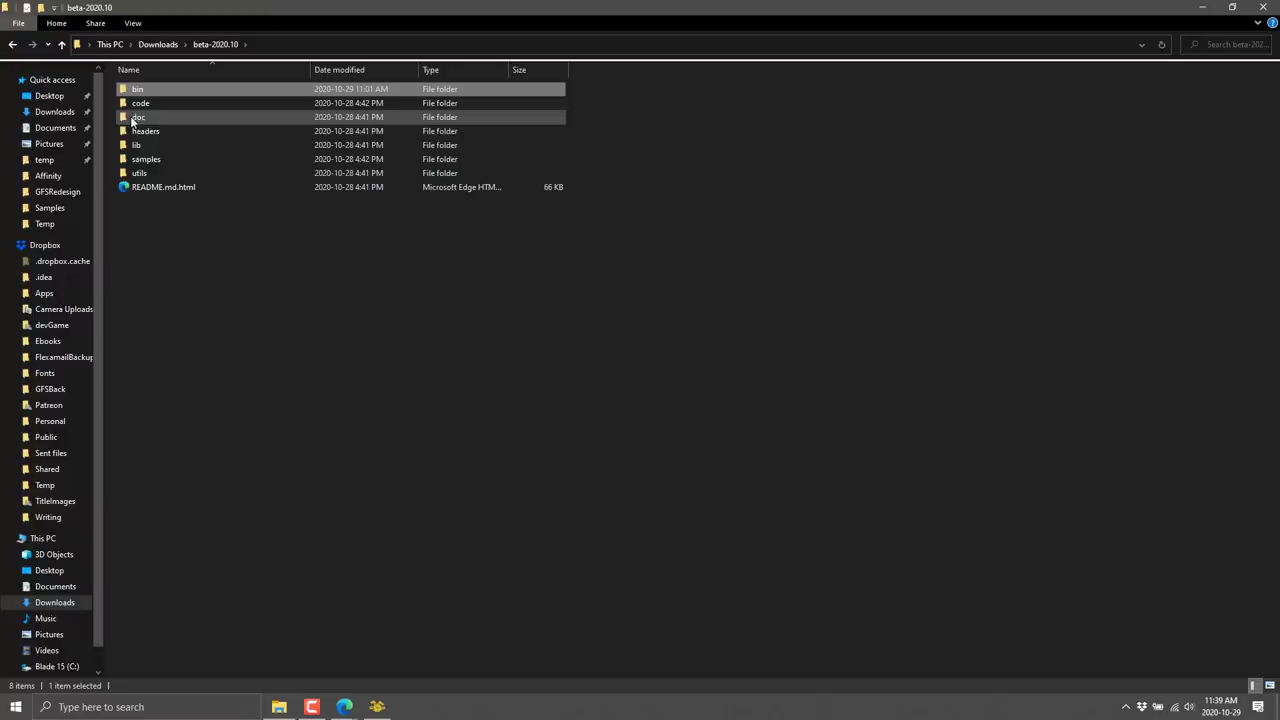 beta-2020.10
File
Home
Share
View
This PC
Downloads
beta-2020.10
Search beta-202...
Name
Date modified
Type
Size
bin 2020-10-29 11:01 AM File folder
code 2020-10-28 4:42 PM File folder
doc 2020-10-28 4:41 PM File folder
headers 2020-10-28 4:41 PM File folder
lib 2020-10-28 4:41 PM File folder
samples 2020-10-28 4:42 PM File folder
utils 2020-10-28 4:41 PM File folder
README.md.html 2020-10-28 4:41 PM Microsoft Edge HTM... 66 KB
Quick access
Desktop
Downloads
Documents
Pictures
temp
Affinity
GFSRedesign
Samples
Temp
Dropbox
.dropbox.cache
.idea
Apps
Camera Uploads
devGame
Ebooks
FlexamailBackup
Fonts
GFSBack
Patreon
Personal
Public
Sent files
Shared
Temp
TitleImages
Writing
This PC
3D Objects
Desktop
Documents
Downloads
Music
Pictures
Videos
Blade 15 (C:)
8 items
1 item selected
Type here to search
11:39 AM
2020-10-29